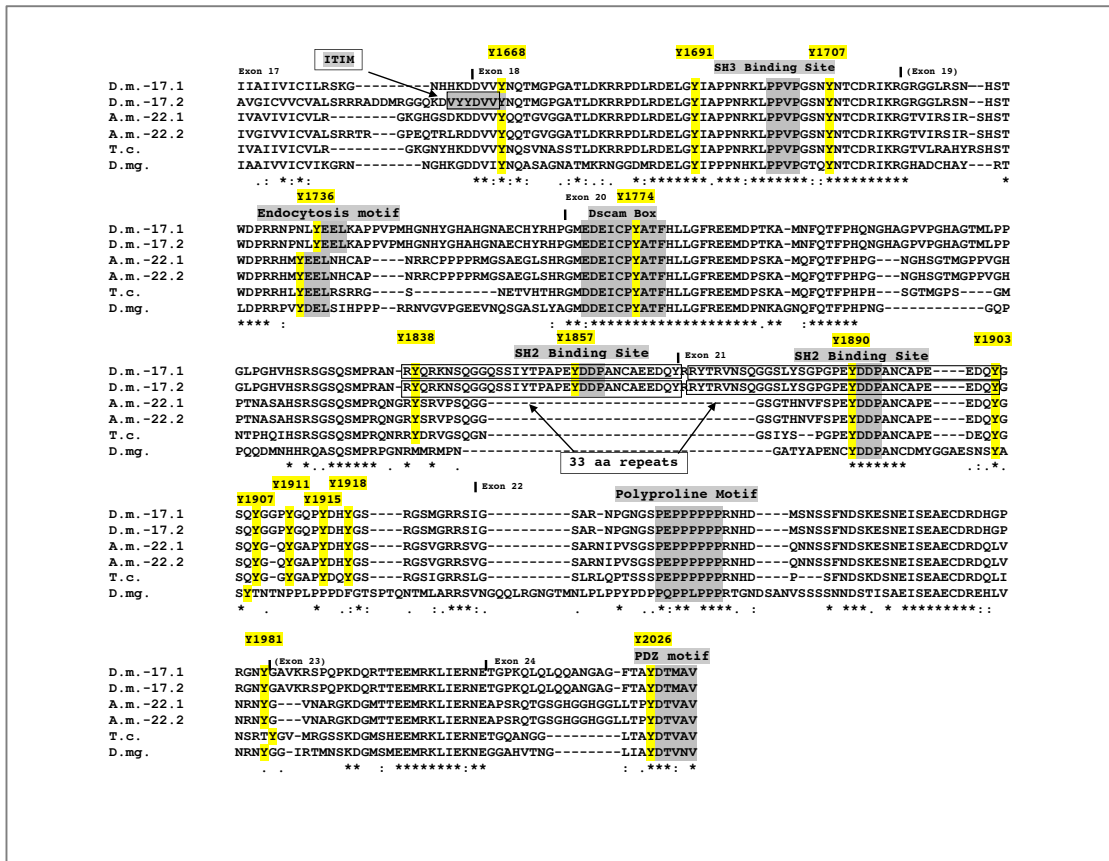 Y1668 Y1691 Y1707
ITIM
Exon 17 Exon 18 SH3 Binding Site (Exon 19)
D.m.-17.1 IIAIIVICILRSKG--------NHHKDDVVYNQTMGPGATLDKRRPDLRDELGYIAPPNRKLPPVPGSNYNTCDRIKRGRGGLRSN--HST
D.m.-17.2 AVGICVVCVALSRRRADDMRGGQKDVYYDVVYNQTMGPGATLDKRRPDLRDELGYIAPPNRKLPPVPGSNYNTCDRIKRGRGGLRSN--HST
A.m.-22.1 IVAVIVICVLR-------GKGHGSDKDDVVYQQTGVGGATLDKRRPDLRDELGYIAPPNRKLPPVPGSNYNTCDRIKRGTVIRSIR-SHST
A.m.-22.2 IVGIVVICVALSRRTR---GPEQTRLRDDVVYQQTGVGGATLDKRRPDLRDELGYIAPPNRKLPPVPGSNYNTCDRIKRGTVIRSIR-SHST
T.c. IVAIIVICVLR-------GKGNYHKDDVVYNQSVNASSTLDKRRPDLRDELGYIAPPNRKLPPVPGSNYNTCDRIKRGTVLRAHYRSHST
D.mg. IAAIVVICVIKGRN--------NGHKGDDVIYNQSAGNATMKRNGGDMRDELGYIPPPNHKLPPVPGTQYNTCDRIKRGHADCHAY---RT
Y1736 Exon 20 Y1774
Endocytosis motif Dscam Box
D.m.-17.1 WDPRRNPNLYEELKAPPVPMHGNHYGHAHGNAECHYRHPGMEDEICPYATFHLLGFREEMDPTKA-MNFQTFPHQNGHAGPVPGHAGTMLPP
D.m.-17.2 WDPRRNPNLYEELKAPPVPMHGNHYGHAHGNAECHYRHPGMEDEICPYATFHLLGFREEMDPTKA-MNFQTFPHQNGHAGPVPGHAGTMLPP
A.m.-22.1 WDPRRHMYEELNHCAP---NRRCPPPPRMGSAEGLSHRGMEDEICPYATFHLLGFREEMDPSKA-MQFQTFPHPG----NGHSGTMGPPVGH
A.m.-22.2 WDPRRHMYEELNHCAP---NRRCPPPPRMGSAEGLSHRGMEDEICPYATFHLLGFREEMDPSKA-MQFQTFPHPG----NGHSGTMGPPVGH
T.c. WDPRRHLYEELRSRRG---S--------NETVHTHRGMDDEICPYATFHLLGFREEMDPSKA-MQFQTFPHPH----SGTMGPS---GM
D.mg. LDPRRPVYDELSIHPPP--RRNVGVPGEEVNQSGASLYAGMDDEICPYATFHLLGFREEMDPNKAGNQFQTFPHPNG----------GQP
Y1838 Y1857 Y1890 Y1903
SH2 Binding Site Exon 21 SH2 Binding Site
D.m.-17.1 GLPGHVHSRSGSQSMPRAN-RYQRKNSQGGQSSIYTPAPEYDDPANCAEEDQYRRYTRVNSQGGSLYSGPGPEYDDPANCAPE----EDQYG
D.m.-17.2 GLPGHVHSRSGSQSMPRAN-RYQRKNSQGGQSSIYTPAPEYDDPANCAEEDQYRRYTRVNSQGGSLYSGPGPEYDDPANCAPE----EDQYG
A.m.-22.1 PTNASAHSRSGSQSMPRQNGRYSRVPSQGG-----------------------------GSGTHNVFSPEYDDPANCAPE----EDQYG
A.m.-22.2 PTNASAHSRSGSQSMPRQNGRYSRVPSQGG-----------------------------GSGTHNVFSPEYDDPANCAPE----EDQYG
T.c. NTPHQIHSRSGSQSMPRQNRYDRVGSQGN------------------------------GSIYS--PGPEYDDPANCAPE----EDQYG
D.mg. PQQDMNHHRQASQSMPRPGNRMMRMPN--------------------------------GATYAPENCYDDPANCDMYGGAESNSYA
33 aa repeats
Y1907 Y1911 Y1915 Y1918 Exon 22
Polyproline Motif
D.m.-17.1 SQYGGPYGQPYDHYGS----RGSMGRRSIG--------SAR-NPGNGSPEPPPPPPRNHD----MSNSSFNDSKESNEISEAECDRDHGP
D.m.-17.2 SQYGGPYGQPYDHYGS----RGSMGRRSIG--------SAR-NPGNGSPEPPPPPPRNHD----MSNSSFNDSKESNEISEAECDRDHGP
A.m.-22.1 SQYG-QYGAPYDHYGS----RGSVGRRSVG--------SARNIPVSGSPEPPPPPPRNHD----QNNSSFNDSKESNEISEAECDRDQLV
A.m.-22.2 SQYG-QYGAPYDHYGS----RGSVGRRSVG--------SARNIPVSGSPEPPPPPPRNHD----QNNSSFNDSKESNEISEAECDRDQLV
T.c. SQYG-GYGAPYDQYGS----RGSIGRRSLG--------SLRLQPTSSSPEPPPPPPRNHD----P-SFNDSKDSNEISEAECDRDQLI
D.mg. SYTNTNPPLPPPDFGTSPTQNTMLARRSVNGQQLRGNGTMNLPLPPYPDPPQPPLPPPRTGNDSANVSSSSNNDSTISAEISEAECDREHLV
Y1981 Y2026
(Exon 23) Exon 24 PDZ motif
D.m.-17.1 RGNYGAVKRSPQPKDQRTTEEMRKLIERNETGPKQLQLQQANGAG-FTAYDTMAV
D.m.-17.2 RGNYGAVKRSPQPKDQRTTEEMRKLIERNETGPKQLQLQQANGAG-FTAYDTMAV
A.m.-22.1 NRNYG---VNARGKDGMTTEEMRKLIERNEAPSRQTGSGHGGHGGLLTPYDTVAV
A.m.-22.2 NRNYG---VNARGKDGMTTEEMRKLIERNEAPSRQTGSGHGGHGGLLTPYDTVAV
T.c. NSRTYGV-MRGSSKDGMSHEEMRKLIERNETGQANGG--------LIAYDTVAV
D.mg. NRNYGG--IRTMNSKDGMSMEEMRKLIEKNEGGAHVTNG-------LIAYDTVNV